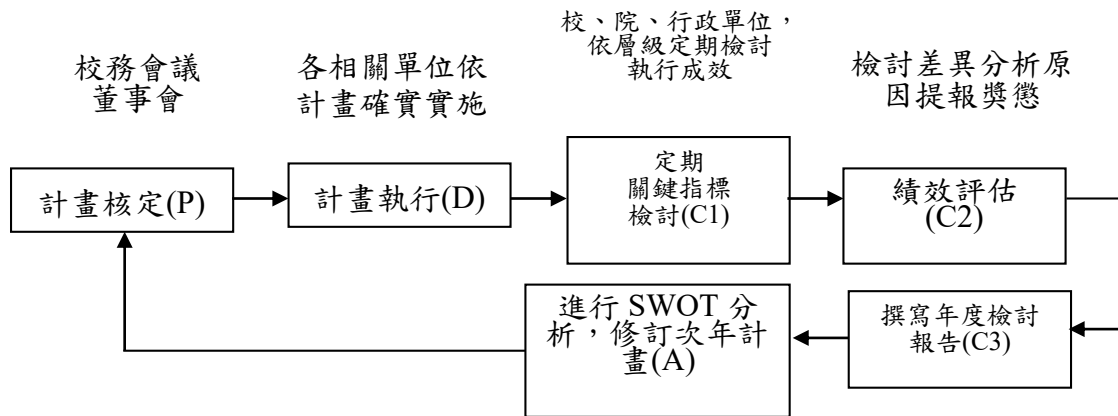 校務會議
董事會
各相關單位依
計畫確實實施
校、院、行政單位，
依層級定期檢討
執行成效
檢討差異分析原
因提報獎懲
計畫核定(P)
計畫執行(D)
定期
關鍵指標
檢討(C1)
績效評估
(C2)
撰寫年度檢討
報告(C3)
進行 SWOT 分
析，修訂次年計
畫(A)